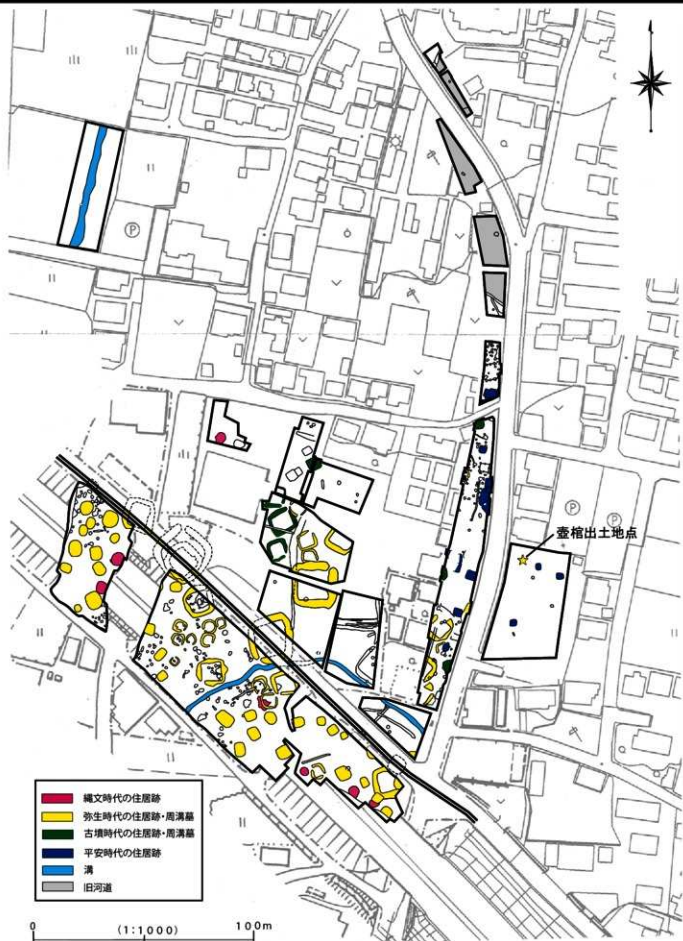 Ⓟ
Ⓟ
Ⓟ
壺棺出土地点
縄文時代の住居跡
弥生時代の住居跡・周溝墓
古墳時代の住居跡・周溝墓
平安時代の住居跡
溝
旧河道
0 (1:1000) 100m